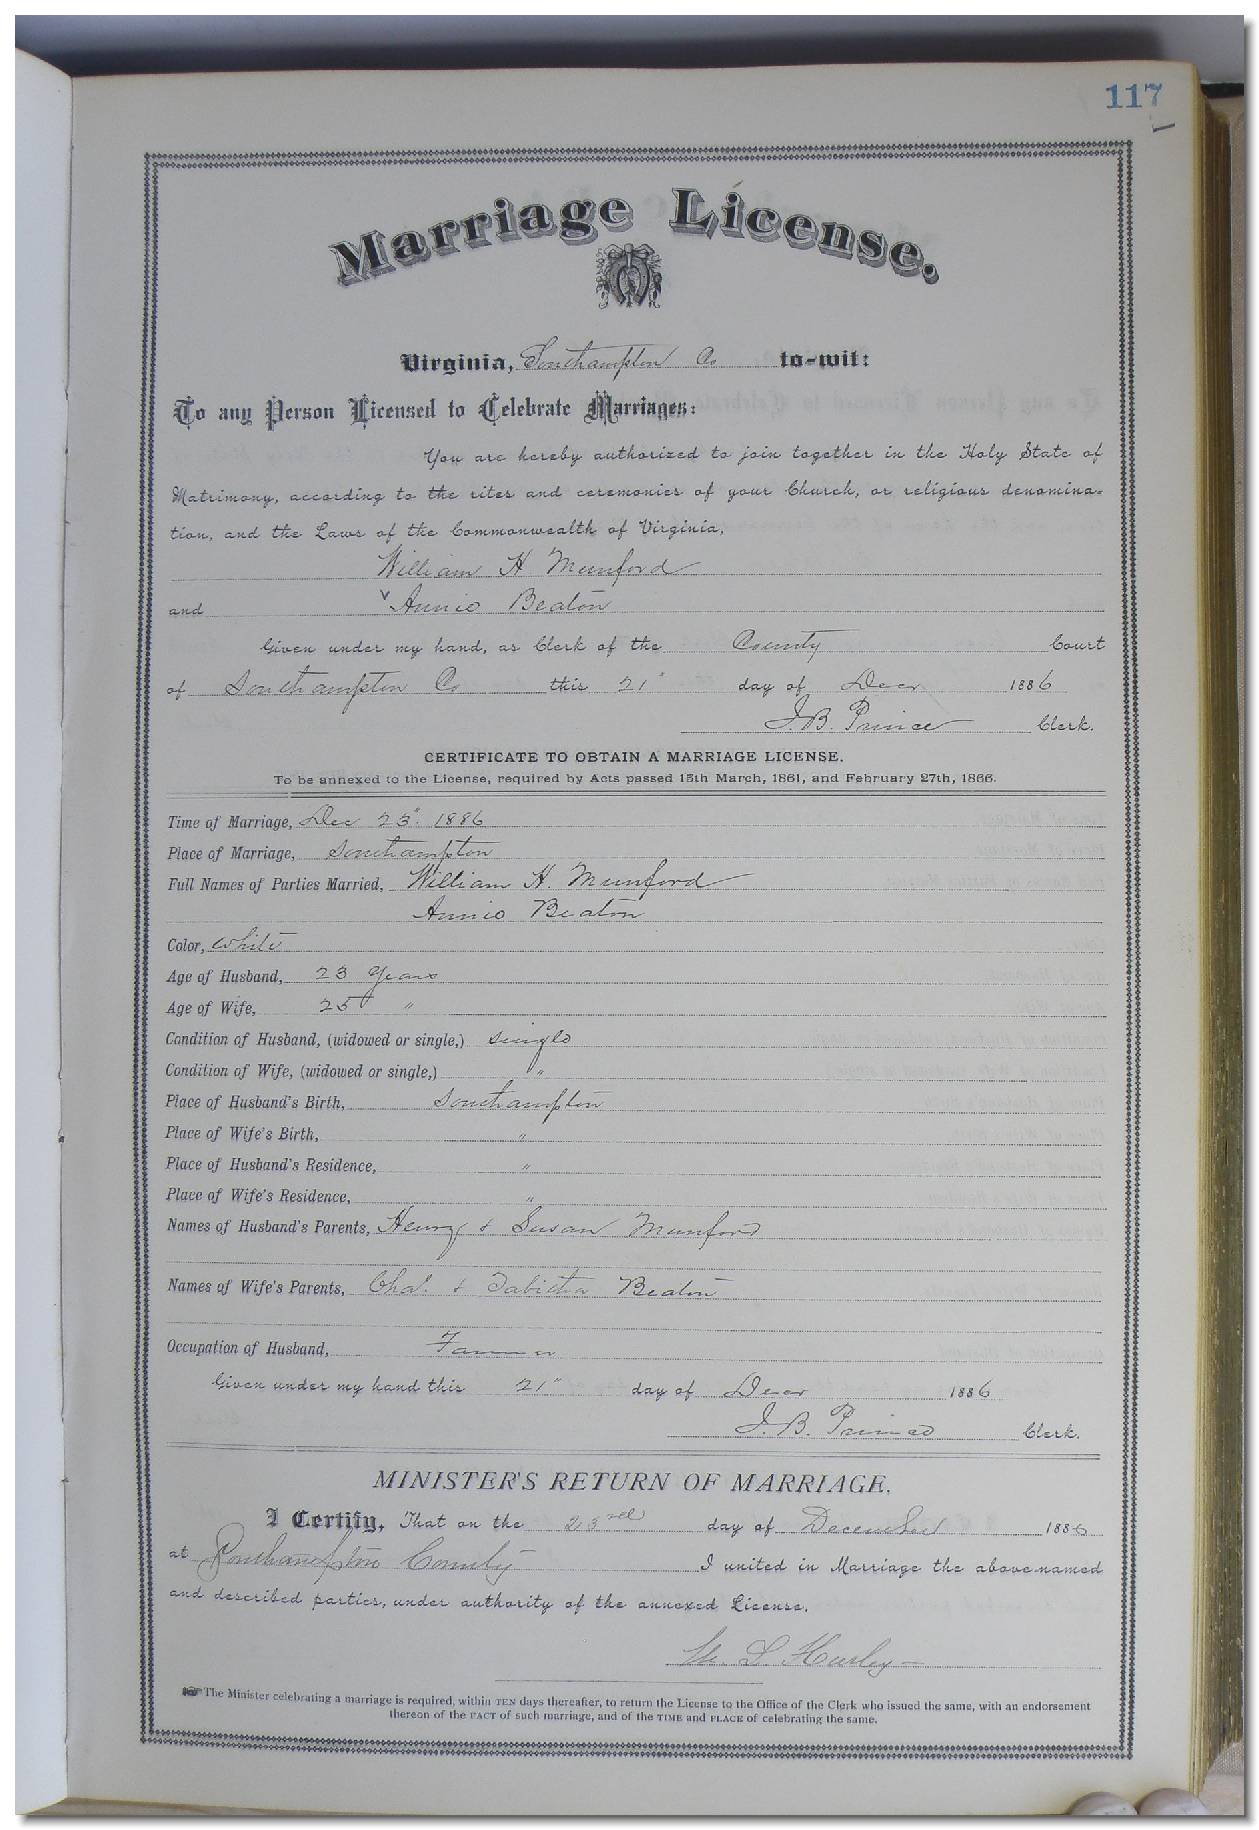 117
Marriage License.
Virginia, Southampton Co to-wit:
To any Person Licensed to Celebrate Marriages:
You are hereby authorized to join together in the Holy State of
Matrimony, according to the rites and ceremonies of your Church, or religious denomina-
tion, and the Laws of the Commonwealth of Virginia,
William H Munford
and Annie Beaton
Given under my hand, as Clerk of the County Court
of Southampton Co this 21" day of Decr 1886
J. B. Prince Clerk.
CERTIFICATE TO OBTAIN A MARRIAGE LICENSE.
To be annexed to the License, required by Acts passed 15th March, 1861, and February 27th, 1866.
Time of Marriage, Dec 23" 1886
Place of Marriage, Southampton
Full Names of Parties Married, William H. Munford
Annie Beaton
Color, White
Age of Husband, 23 Years
Age of Wife, 25 "
Condition of Husband, (widowed or single,) single
Condition of Wife, (widowed or single,) "
Place of Husband's Birth, Southampton
Place of Wife's Birth, "
Place of Husband's Residence, "
Place of Wife's Residence, "
Names of Husband's Parents, Henry & Susan Munford
Names of Wife's Parents, Chas. & Tabitha Beaton
Occupation of Husband, Farmer
Given under my hand this 21" day of Decr 1886
J. B. Prince Clerk.
MINISTER'S RETURN OF MARRIAGE.
I Certify, That on the 23rd day of December 1886
at Southampton County I united in Marriage the above-named
and described parties, under authority of the annexed License.
L. Hurley
The Minister celebrating a marriage is required, within TEN days thereafter, to return the License to the Office of the Clerk who issued the same, with an endorsement
thereon of the FACT of such marriage, and of the TIME and PLACE of celebrating the same.